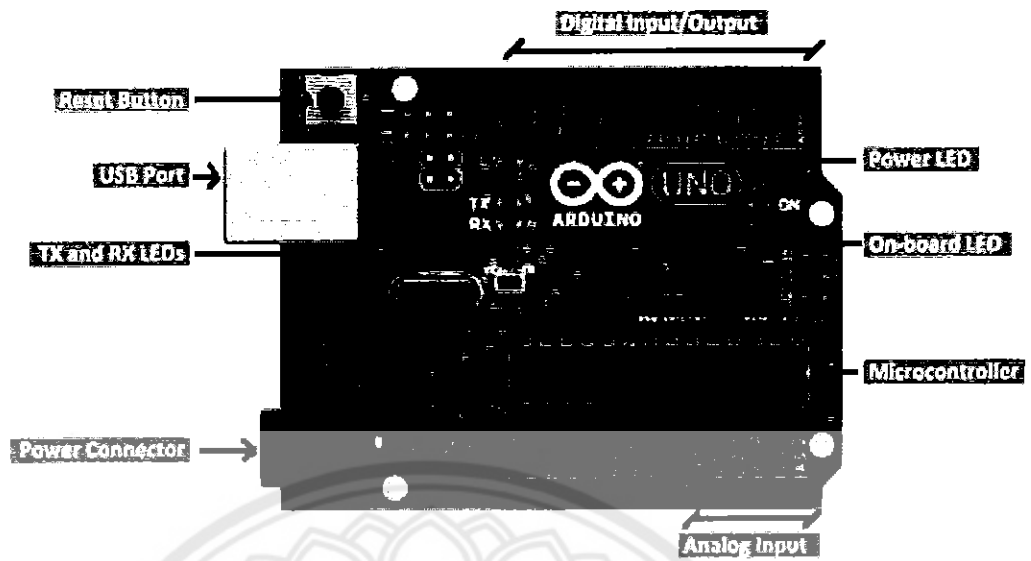 Digital Input/Output
Reset Button
USB Port
Power LED
TX
RX
ARDUINO
UNO
ON
TX and RX LEDs
On-board LED
Microcontroller
Power Connector
Analog Input